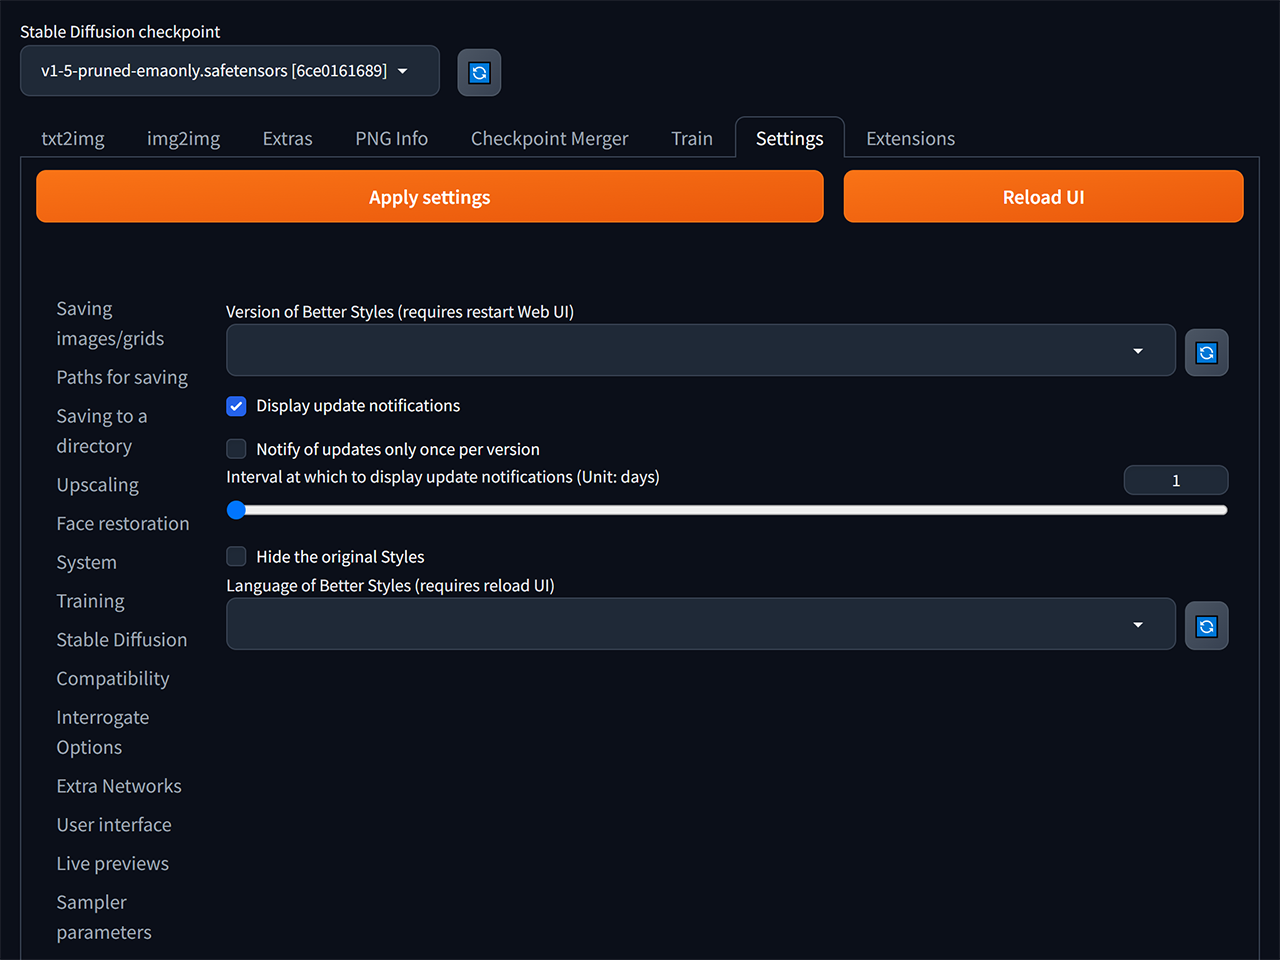 Stable Diffusion checkpoint
v1-5-pruned-emaonly.safetensors [6ce0161689]
txt2img img2img Extras PNG Info Checkpoint Merger Train Settings Extensions
Apply settings Reload UI
Saving
images/grids
Paths for saving
Saving to a
directory
Upscaling
Face restoration
System
Training
Stable Diffusion
Compatibility
Interrogate
Options
Extra Networks
User interface
Live previews
Sampler
parameters
Version of Better Styles (requires restart Web UI)
Display update notifications
Notify of updates only once per version
Interval at which to display update notifications (Unit: days)
1
Hide the original Styles
Language of Better Styles (requires reload UI)